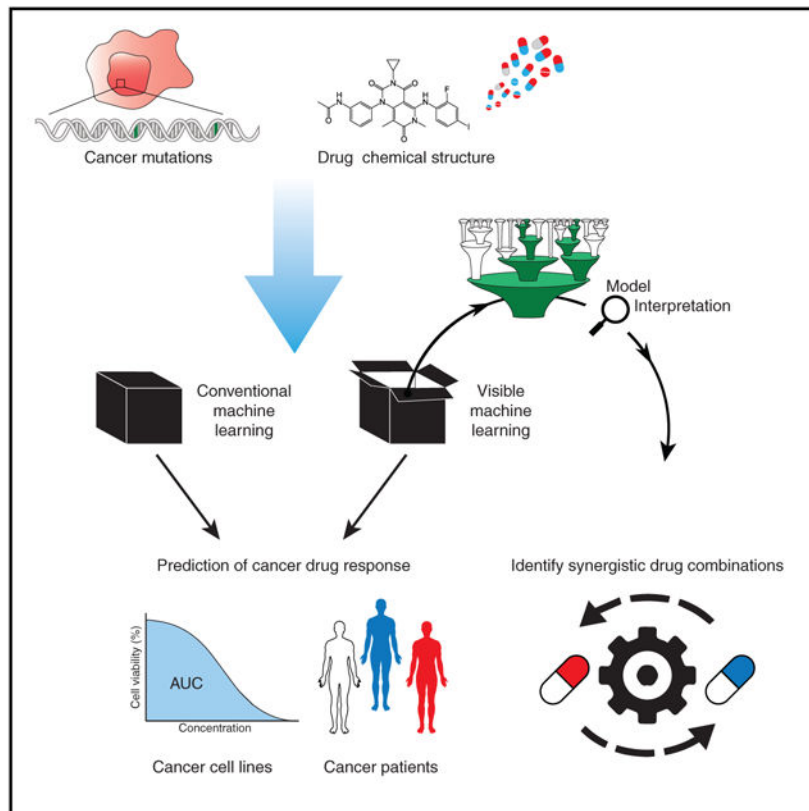 Cancer mutations
Drug chemical structure
N
O
O
O
N
H
N
N
HN
F
I
N
O
Model
Interpretation
Conventional
machine
learning
Visible
machine
learning
Prediction of cancer drug response
Identify synergistic drug combinations
Cell viability (%)
AUC
Concentration
Cancer cell lines
Cancer patients